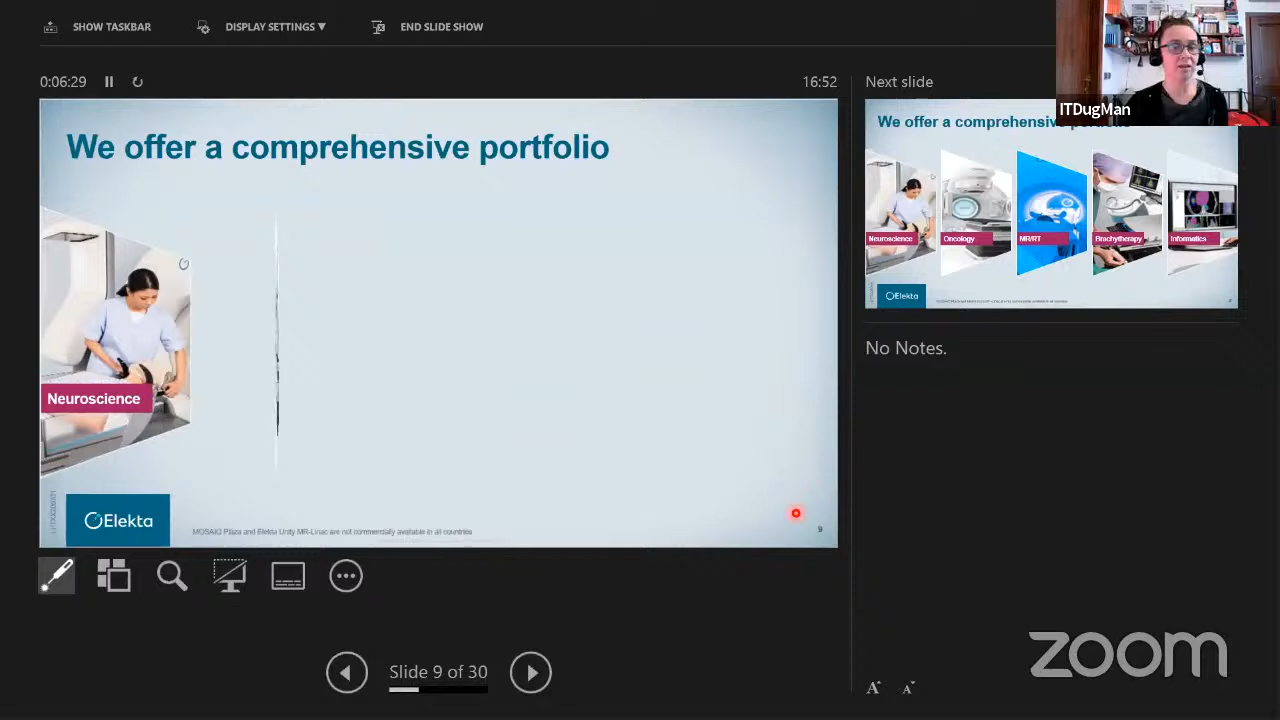 SHOW TASKBAR
DISPLAY SETTINGS ▼
END SLIDE SHOW
0:06:29
16:52
Next slide
ITDugMan
We offer a comprehensive portfolio
Neuroscience
Elekta
MOSAIQ Plaza and Elekta Unity MR-Linac are not commercially available in all countries
9
We offer a comprehensive portfolio
Neuroscience
Oncology
MR/RT
Brachytherapy
Informatics
Elekta
No Notes.
Slide 9 of 30
A A
zoom